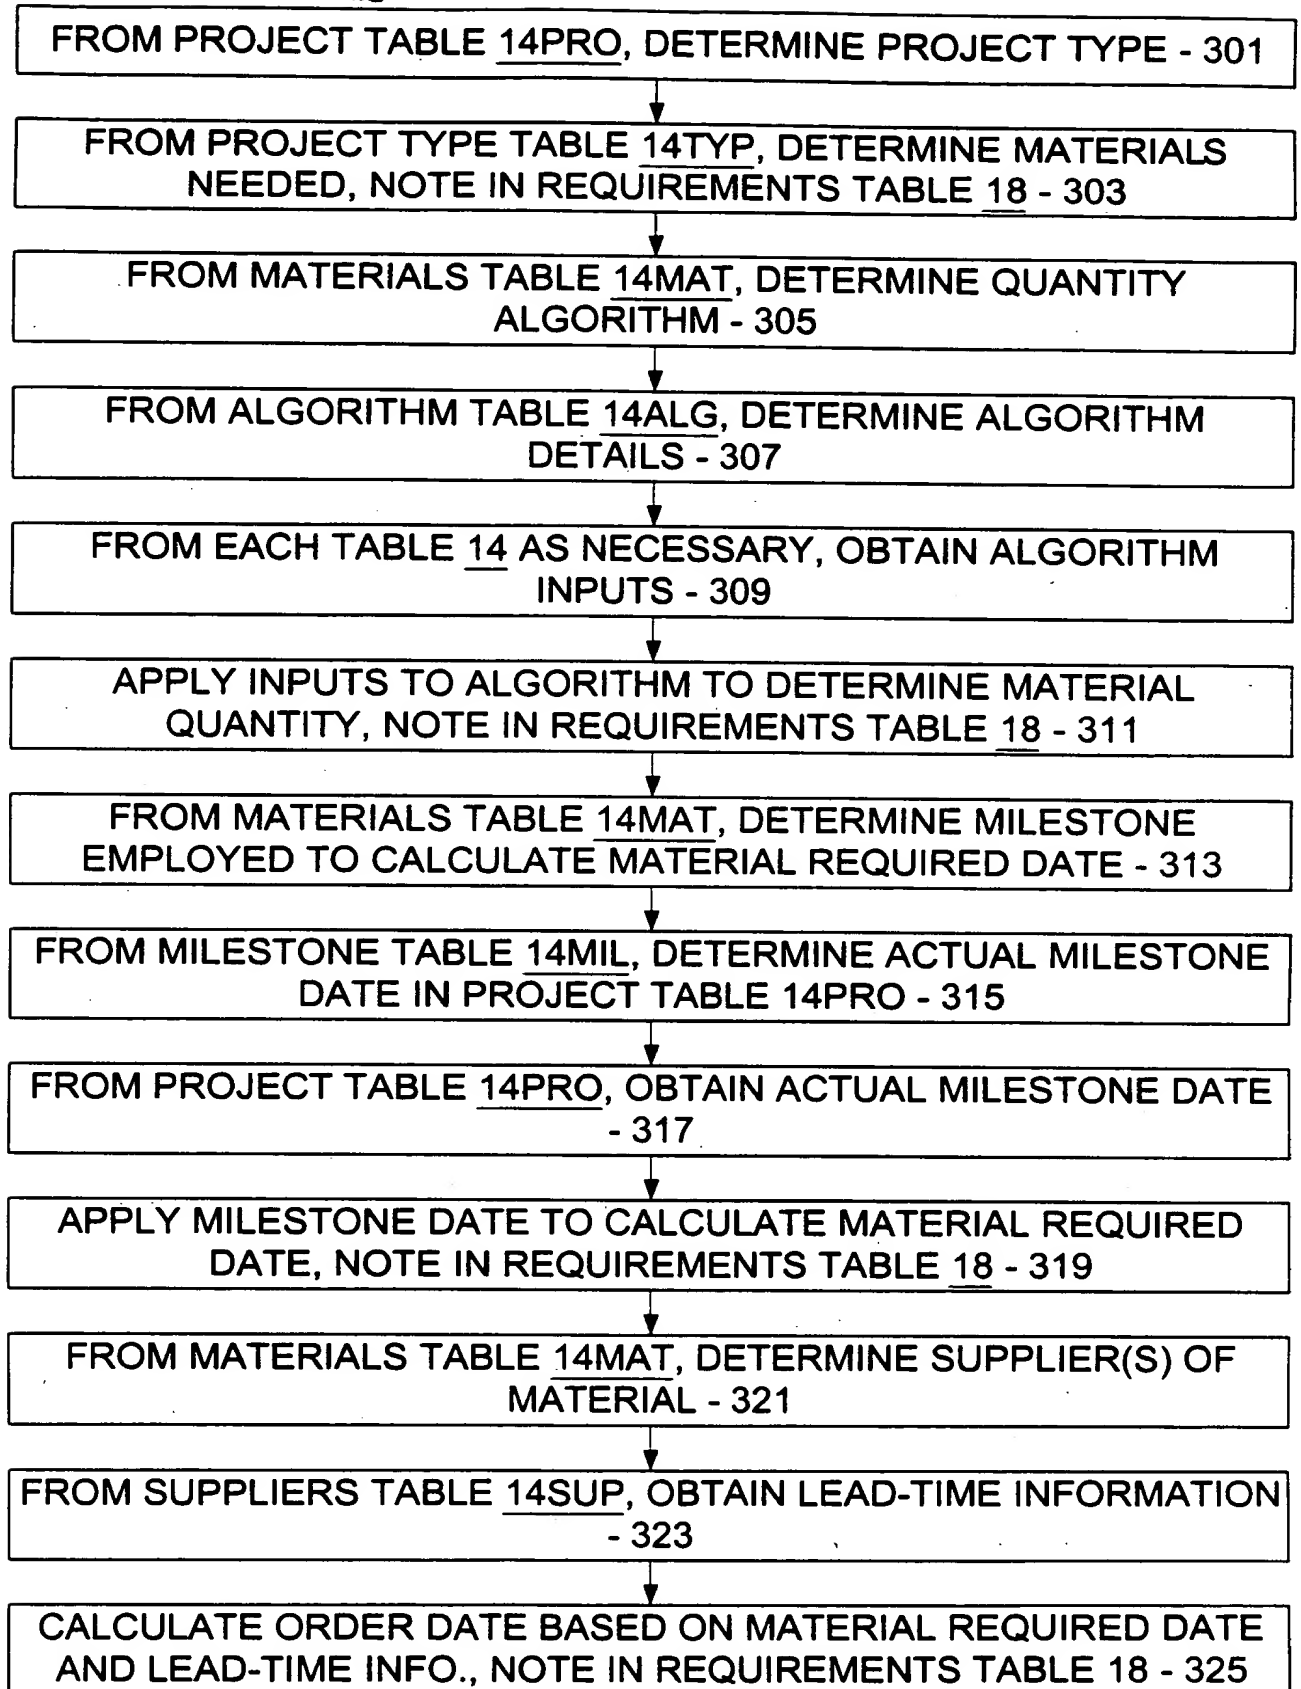 FROM PROJECT TABLE 14PRO, DETERMINE PROJECT TYPE - 301
FROM PROJECT TYPE TABLE 14TYP, DETERMINE MATERIALS
NEEDED, NOTE IN REQUIREMENTS TABLE 18 - 303
FROM MATERIALS TABLE 14MAT, DETERMINE QUANTITY
ALGORITHM - 305
FROM ALGORITHM TABLE 14ALG, DETERMINE ALGORITHM
DETAILS - 307
FROM EACH TABLE 14 AS NECESSARY, OBTAIN ALGORITHM
INPUTS - 309
APPLY INPUTS TO ALGORITHM TO DETERMINE MATERIAL
QUANTITY, NOTE IN REQUIREMENTS TABLE 18 - 311
FROM MATERIALS TABLE 14MAT, DETERMINE MILESTONE
EMPLOYED TO CALCULATE MATERIAL REQUIRED DATE - 313
FROM MILESTONE TABLE 14MIL, DETERMINE ACTUAL MILESTONE
DATE IN PROJECT TABLE 14PRO - 315
FROM PROJECT TABLE 14PRO, OBTAIN ACTUAL MILESTONE DATE
- 317
APPLY MILESTONE DATE TO CALCULATE MATERIAL REQUIRED
DATE, NOTE IN REQUIREMENTS TABLE 18 - 319
FROM MATERIALS TABLE 14MAT, DETERMINE SUPPLIER(S) OF
MATERIAL - 321
FROM SUPPLIERS TABLE 14SUP, OBTAIN LEAD-TIME INFORMATION
- 323
CALCULATE ORDER DATE BASED ON MATERIAL REQUIRED DATE
AND LEAD-TIME INFO., NOTE IN REQUIREMENTS TABLE 18 - 325